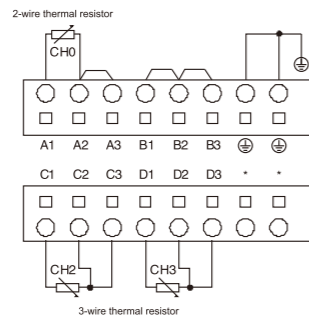 2-wire thermal resistor
CH0
A1 A2 A3 B1 B2 B3
C1 C2 C3 D1 D2 D3 * *
CH2 CH3
3-wire thermal resistor